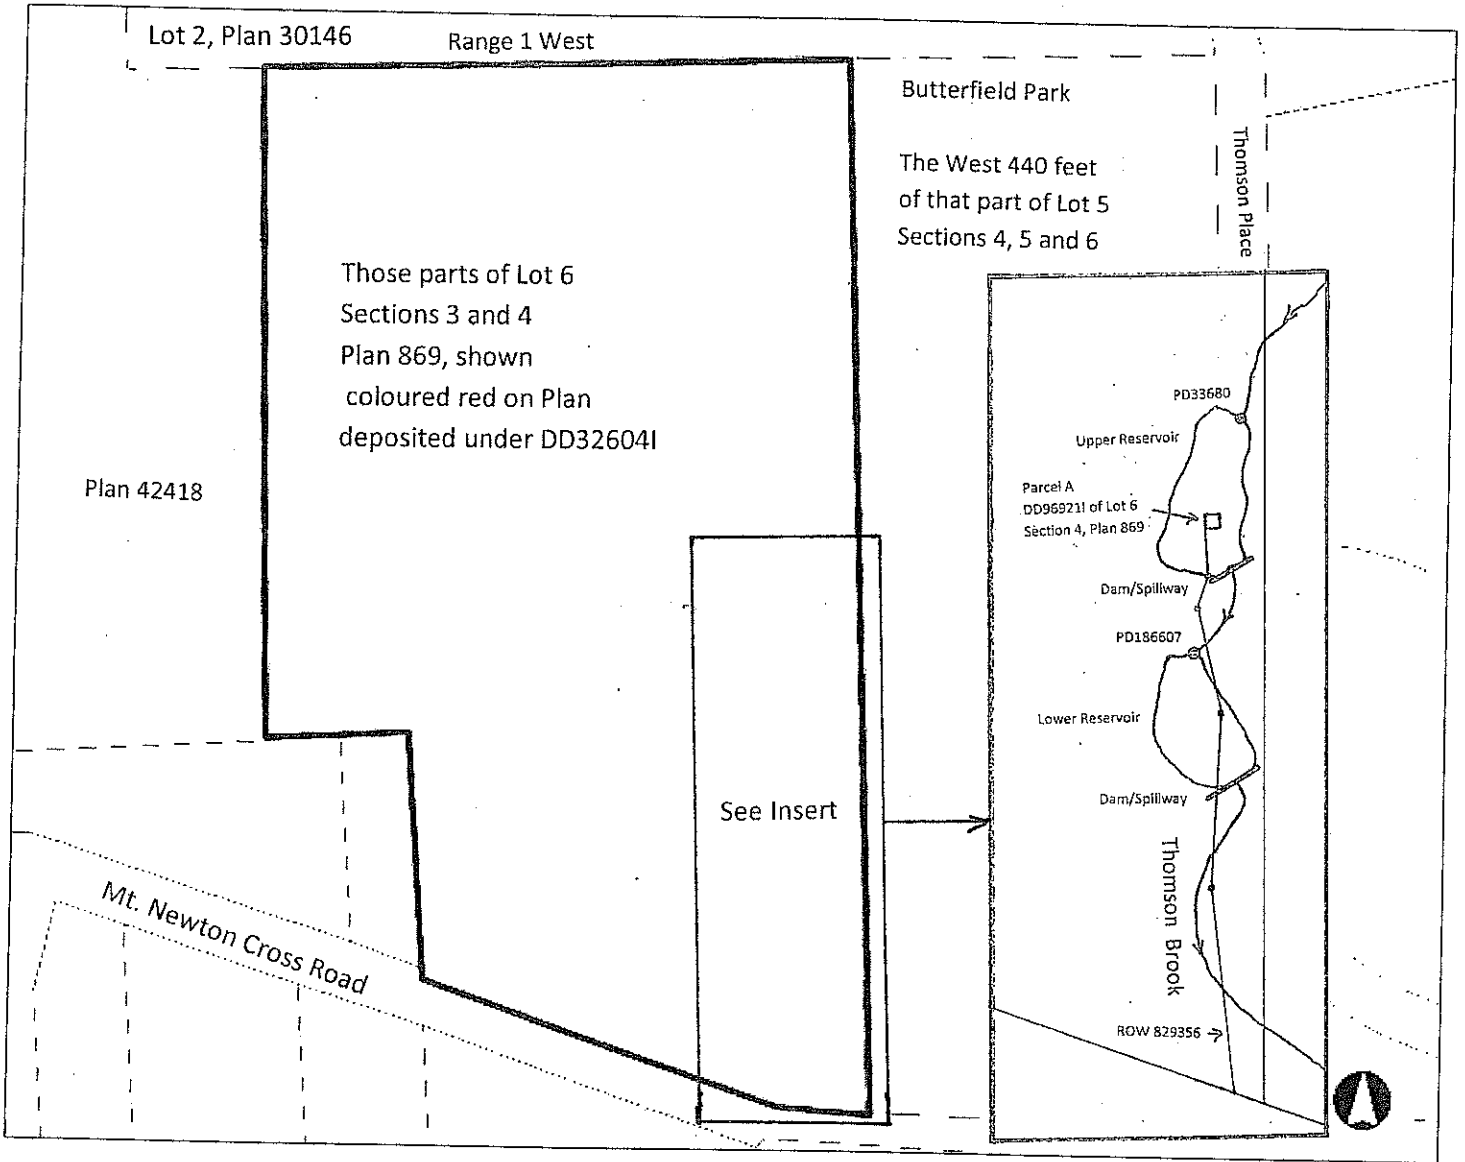 Lot 2, Plan 30146
Range 1 West
Butterfield Park
The West 440 feet
of that part of Lot 5
Sections 4, 5 and 6
Thomson Place
Those parts of Lot 6
Sections 3 and 4
Plan 869, shown
coloured red on Plan
deposited under DD32604I
Plan 42418
See Insert
Mt. Newton Cross Road
PD33680
Upper Reservoir
Parcel A
DD96921I of Lot 6
Section 4, Plan 869
Dam/Spillway
PD186607
Lower Reservoir
Dam/Spillway
Thomson Brook
ROW 829356